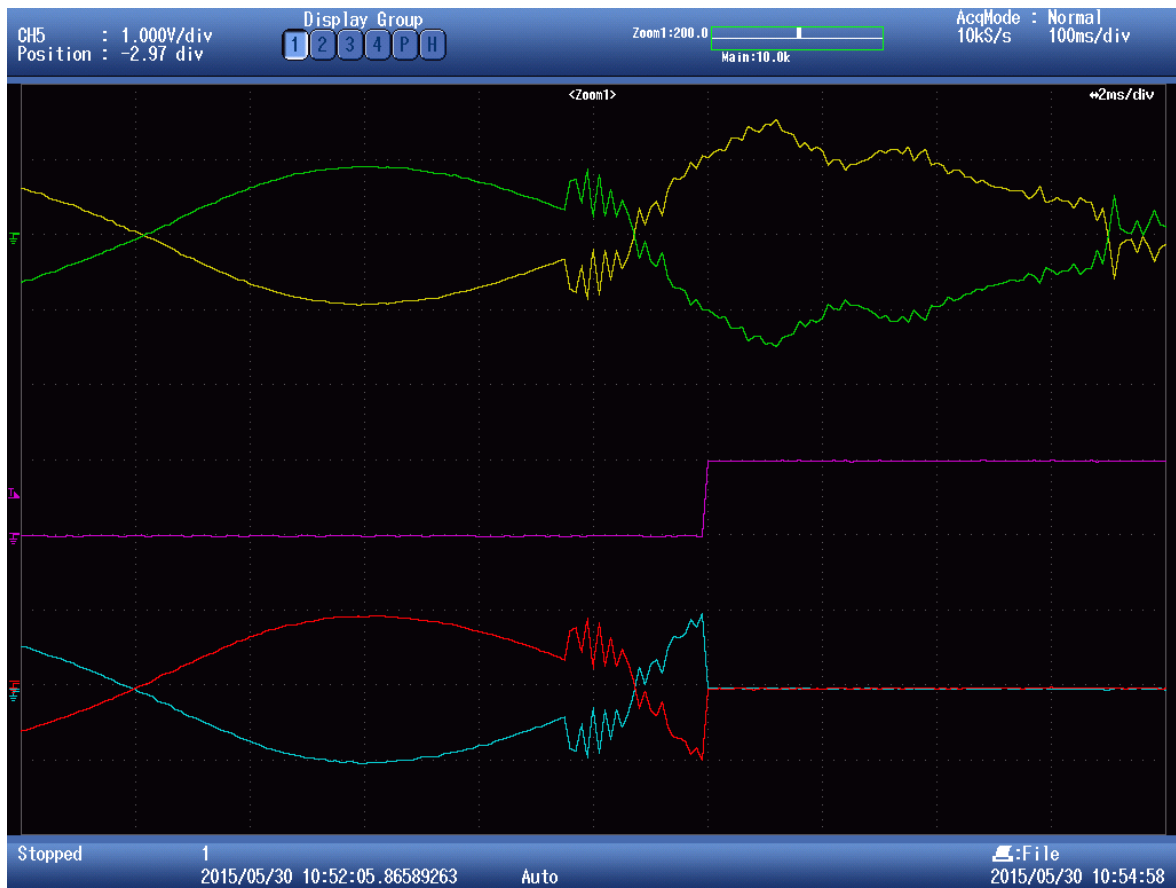 CH5 : 1.000V/div
Position : -2.97 div
Display Group
1 2 3 4 P H
Zoom1:200.0
Main:10.0k
AcqMode : Normal
10kS/s 100ms/div
<Zoom1>
⇔2ms/div
T
Stopped
1
2015/05/30 10:52:05.86589263
Auto
:File
2015/05/30 10:54:58